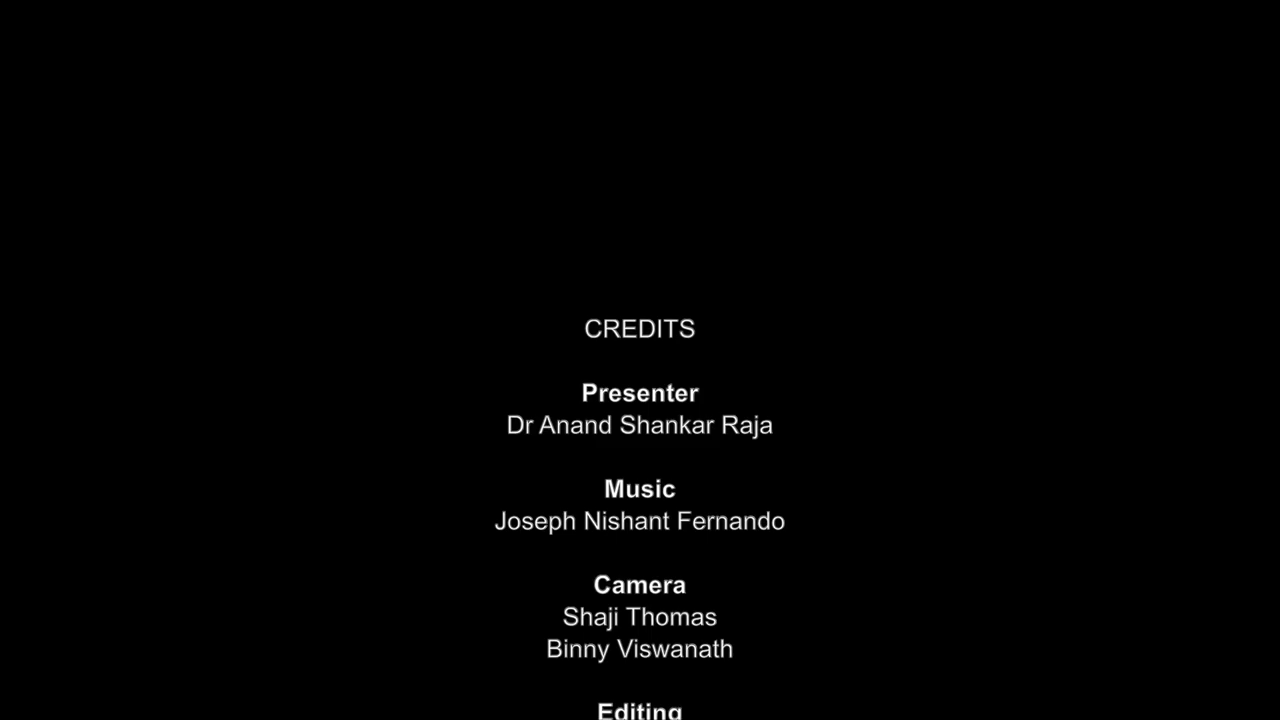 CREDITS
Presenter
Dr Anand Shankar Raja
Music
Joseph Nishant Fernando
Camera
Shaji Thomas
Binny Viswanath
Editing